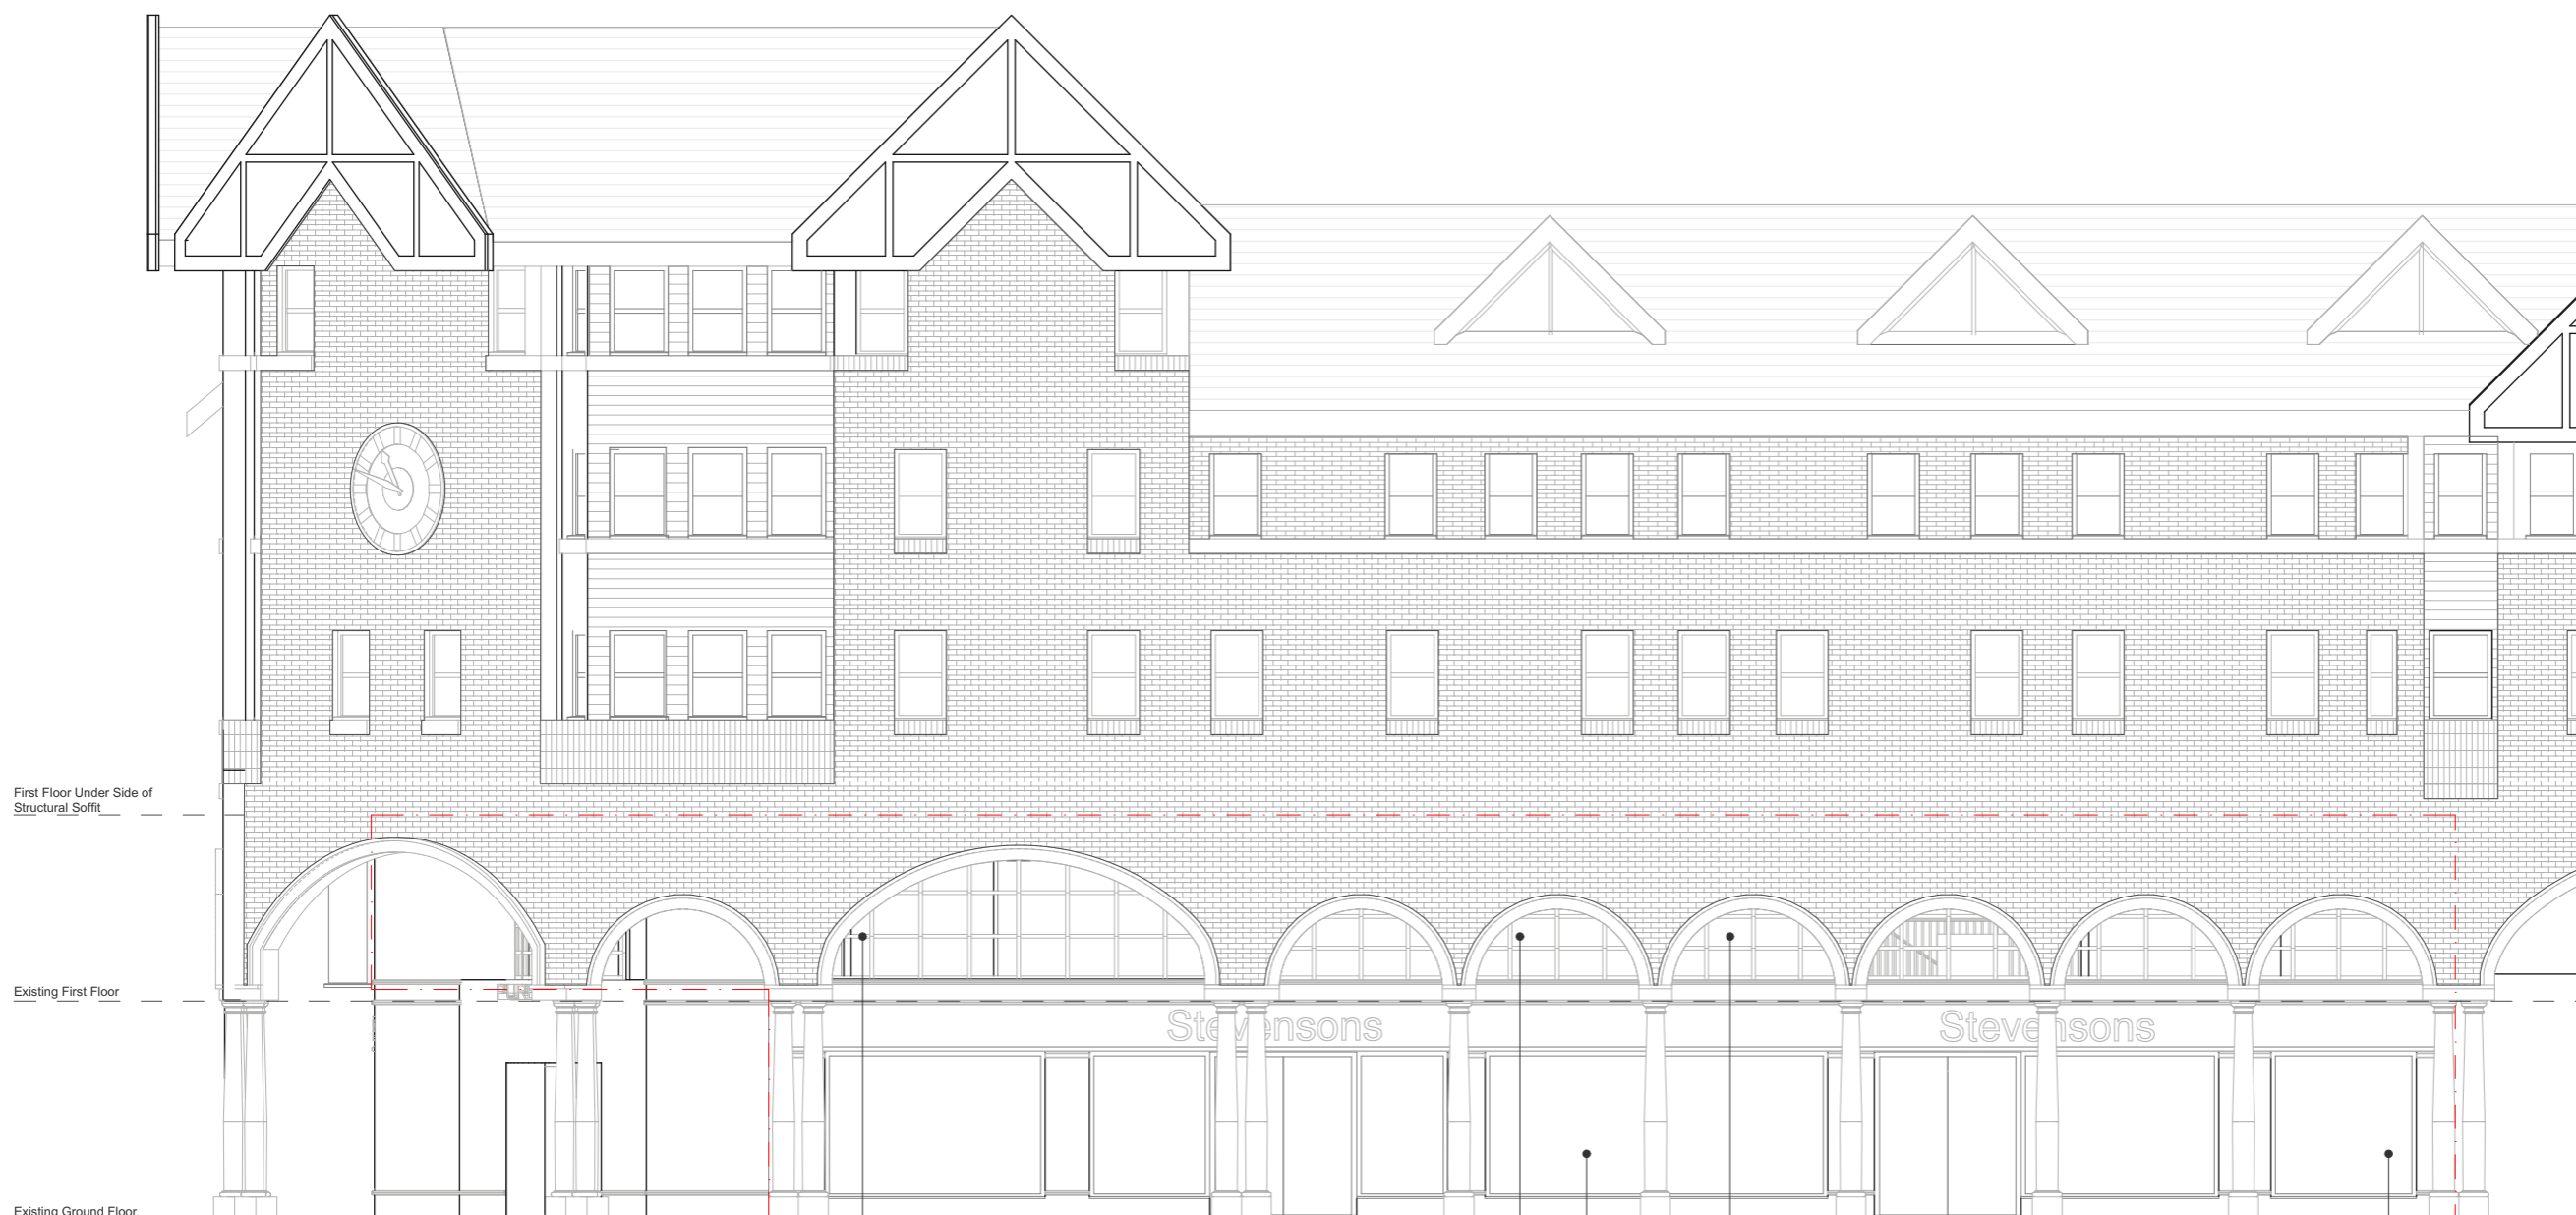 First Floor Under Side of
Structural Soffit
Existing First Floor
Stevensons
Stevensons
Existing Ground Floor